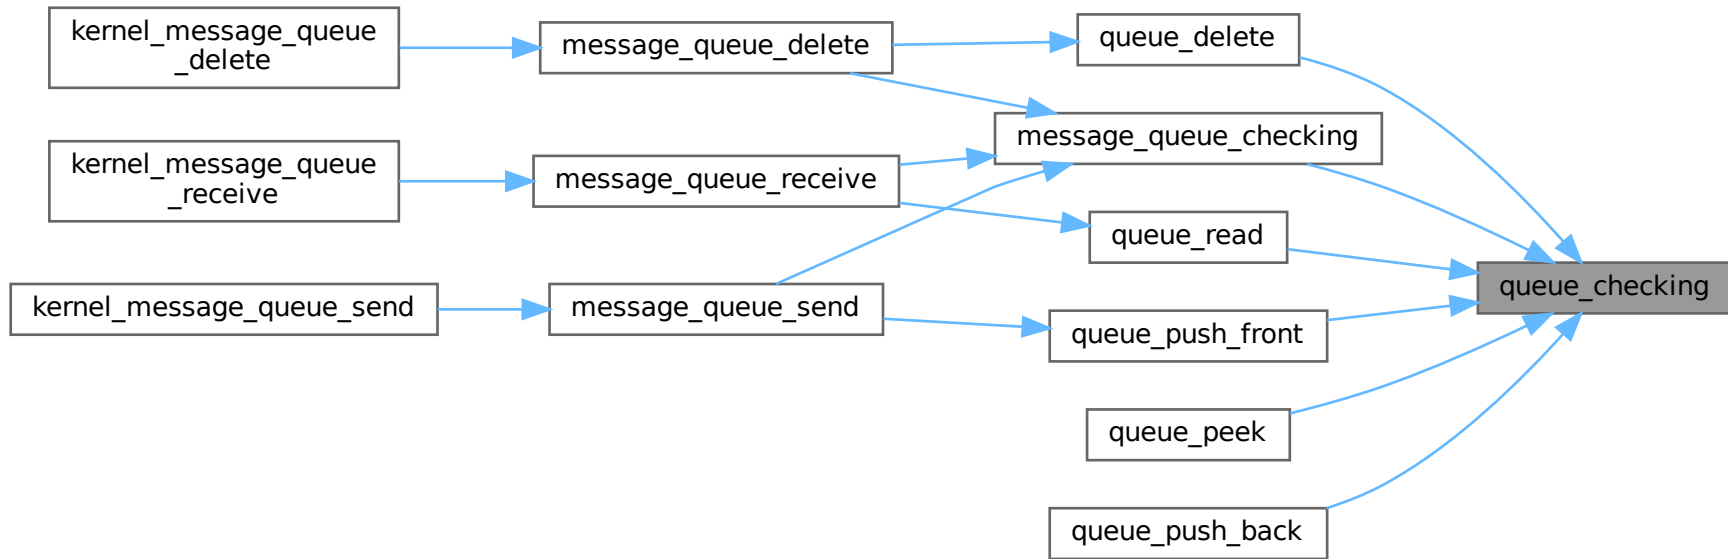 kernel_message_queue
_delete
message_queue_delete
queue_delete
message_queue_checking
kernel_message_queue
_receive
message_queue_receive
queue_read
queue_checking
kernel_message_queue_send
message_queue_send
queue_push_front
queue_peek
queue_push_back